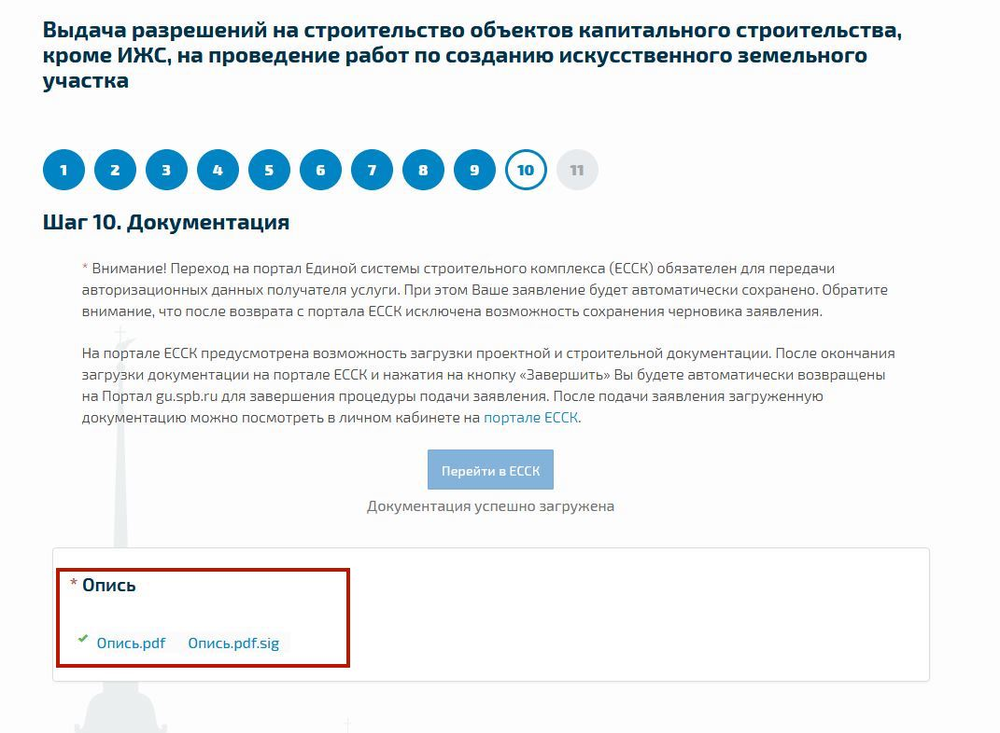 Выдача разрешений на строительство объектов капитального строительства,
кроме ИЖС, на проведение работ по созданию искусственного земельного
участка
1 2 3 4 5 6 7 8 9 10 11
Шаг 10. Документация
* Внимание! Переход на портал Единой системы строительного комплекса (ЕССК) обязателен для передачи
авторизационных данных получателя услуги. При этом Ваше заявление будет автоматически сохранено. Обратите
внимание, что после возврата с портала ЕССК исключена возможность сохранения черновика заявления.
На портале ЕССК предусмотрена возможность загрузки проектной и строительной документации. После окончания
загрузки документации на портале ЕССК и нажатия на кнопку «Завершить» Вы будете автоматически возвращены
на Портал gu.spb.ru для завершения процедуры подачи заявления. После подачи заявления загруженную
документацию можно посмотреть в личном кабинете на портале ЕССК.
Перейти в ЕССК
Документация успешно загружена
* Опись
Опись.pdf Опись.pdf.sig